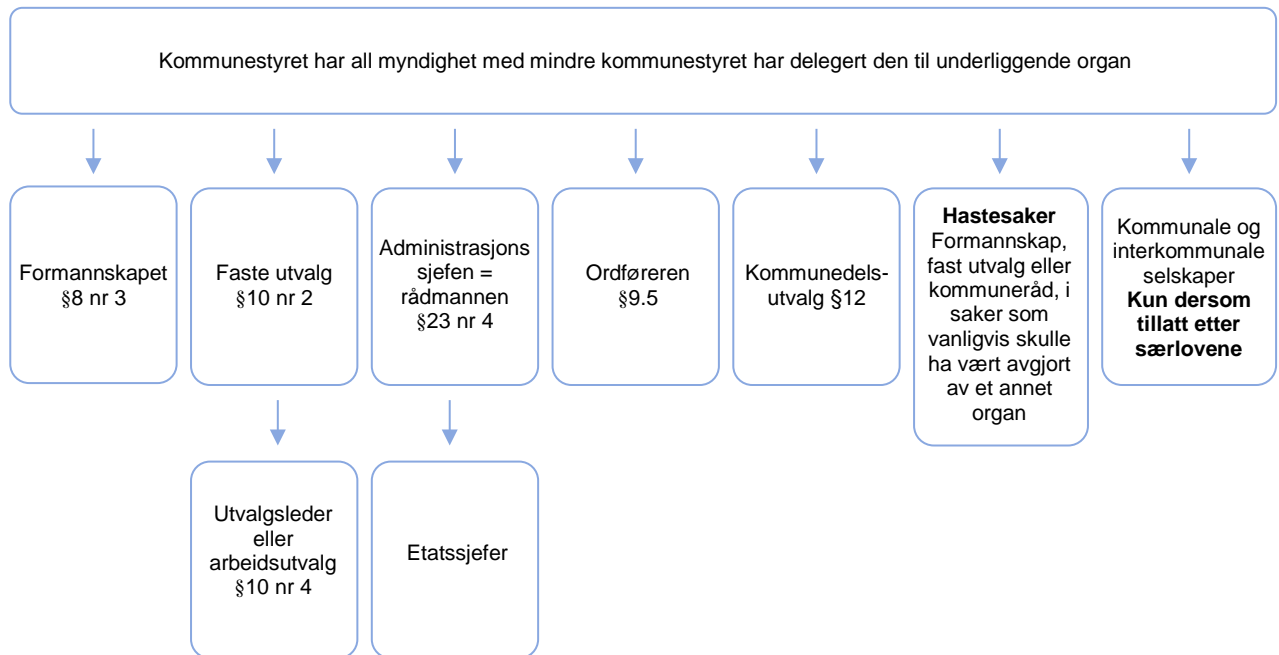 Kommunestyret har all myndighet med mindre kommunestyret har delegert den til underliggende organ
Formannskapet
§8 nr 3
Faste utvalg
§10 nr 2
Administrasjons
sjefen =
rådmannen
§23 nr 4
Ordføreren
§9.5
Kommunedels-
utvalg §12
Hastesaker
Formannskap,
fast utvalg eller
kommuneråd, i
saker som
vanligvis skulle
ha vært avgjort
av et annet
organ
Kommunale og
interkommunale
selskaper
Kun dersom
tillatt etter
særlovene
Utvalgsleder
eller
arbeidsutvalg
§10 nr 4
Etatssjefer